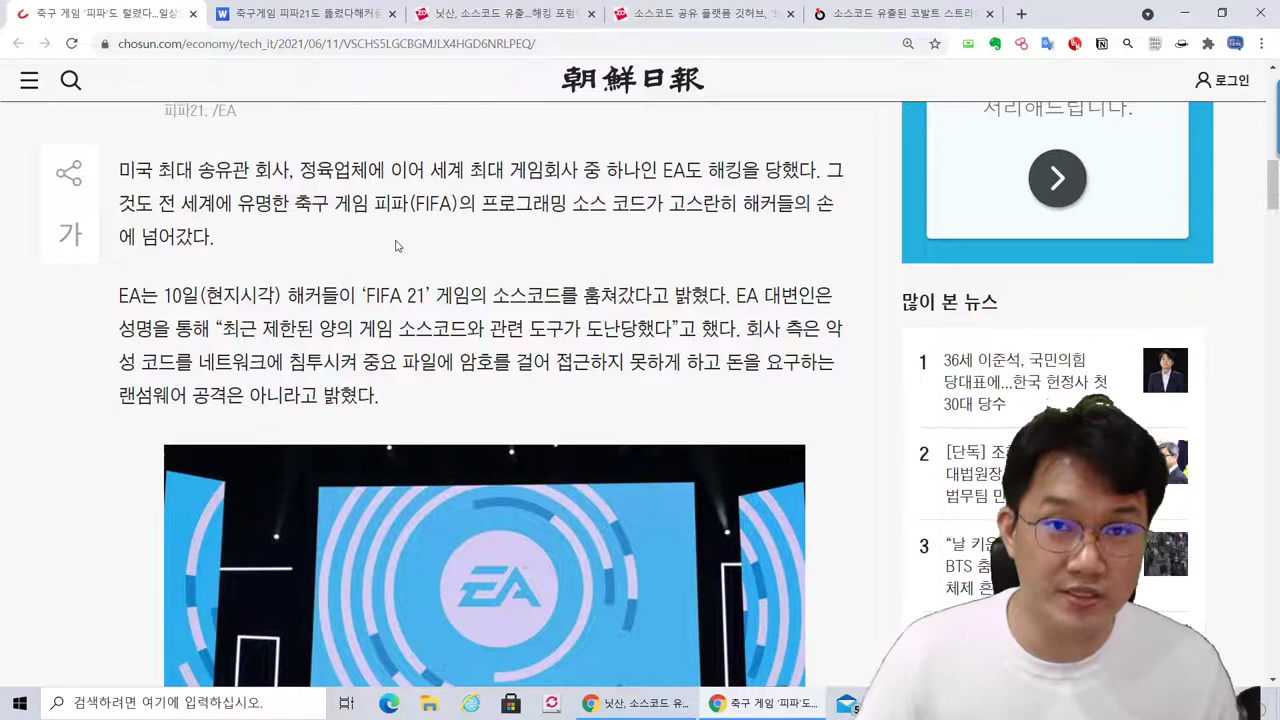 축구 게임 '피파'도 털렸다...일상
축구게임 피파21도 뚫렸다해커들
닛산, 소스코드 유출...해킹 포럼
소스코드 공유 플랫폼 깃허브,
소스코드 유출된 코발트 스트라
朝鮮日報
로그인
피파21. /EA
가
미국 최대 송유관 회사, 정육업체에 이어 세계 최대 게임회사 중 하나인 EA도 해킹을 당했다. 그
것도 전 세계에 유명한 축구 게임 피파(FIFA)의 프로그래밍 소스 코드가 고스란히 해커들의 손
에 넘어갔다.
EA는 10일(현지시각) 해커들이 ‘FIFA 21’ 게임의 소스코드를 훔쳐갔다고 밝혔다. EA 대변인은
성명을 통해 “최근 제한된 양의 게임 소스코드와 관련 도구가 도난당했다”고 했다. 회사 측은 악
성 코드를 네트워크에 침투시켜 중요 파일에 암호를 걸어 접근하지 못하게 하고 돈을 요구하는
랜섬웨어 공격은 아니라고 밝혔다.
EA
많이 본 뉴스
1 36세 이준석, 국민의힘
당대표에...한국 헌정사 첫
30대 당수
2 [단독]
대법원장
법무팀
3 “날
BTS
체제
검색하려면 여기에 입력하십시오.
닛산, 소스코드 유...
축구 게임 '피파'도...